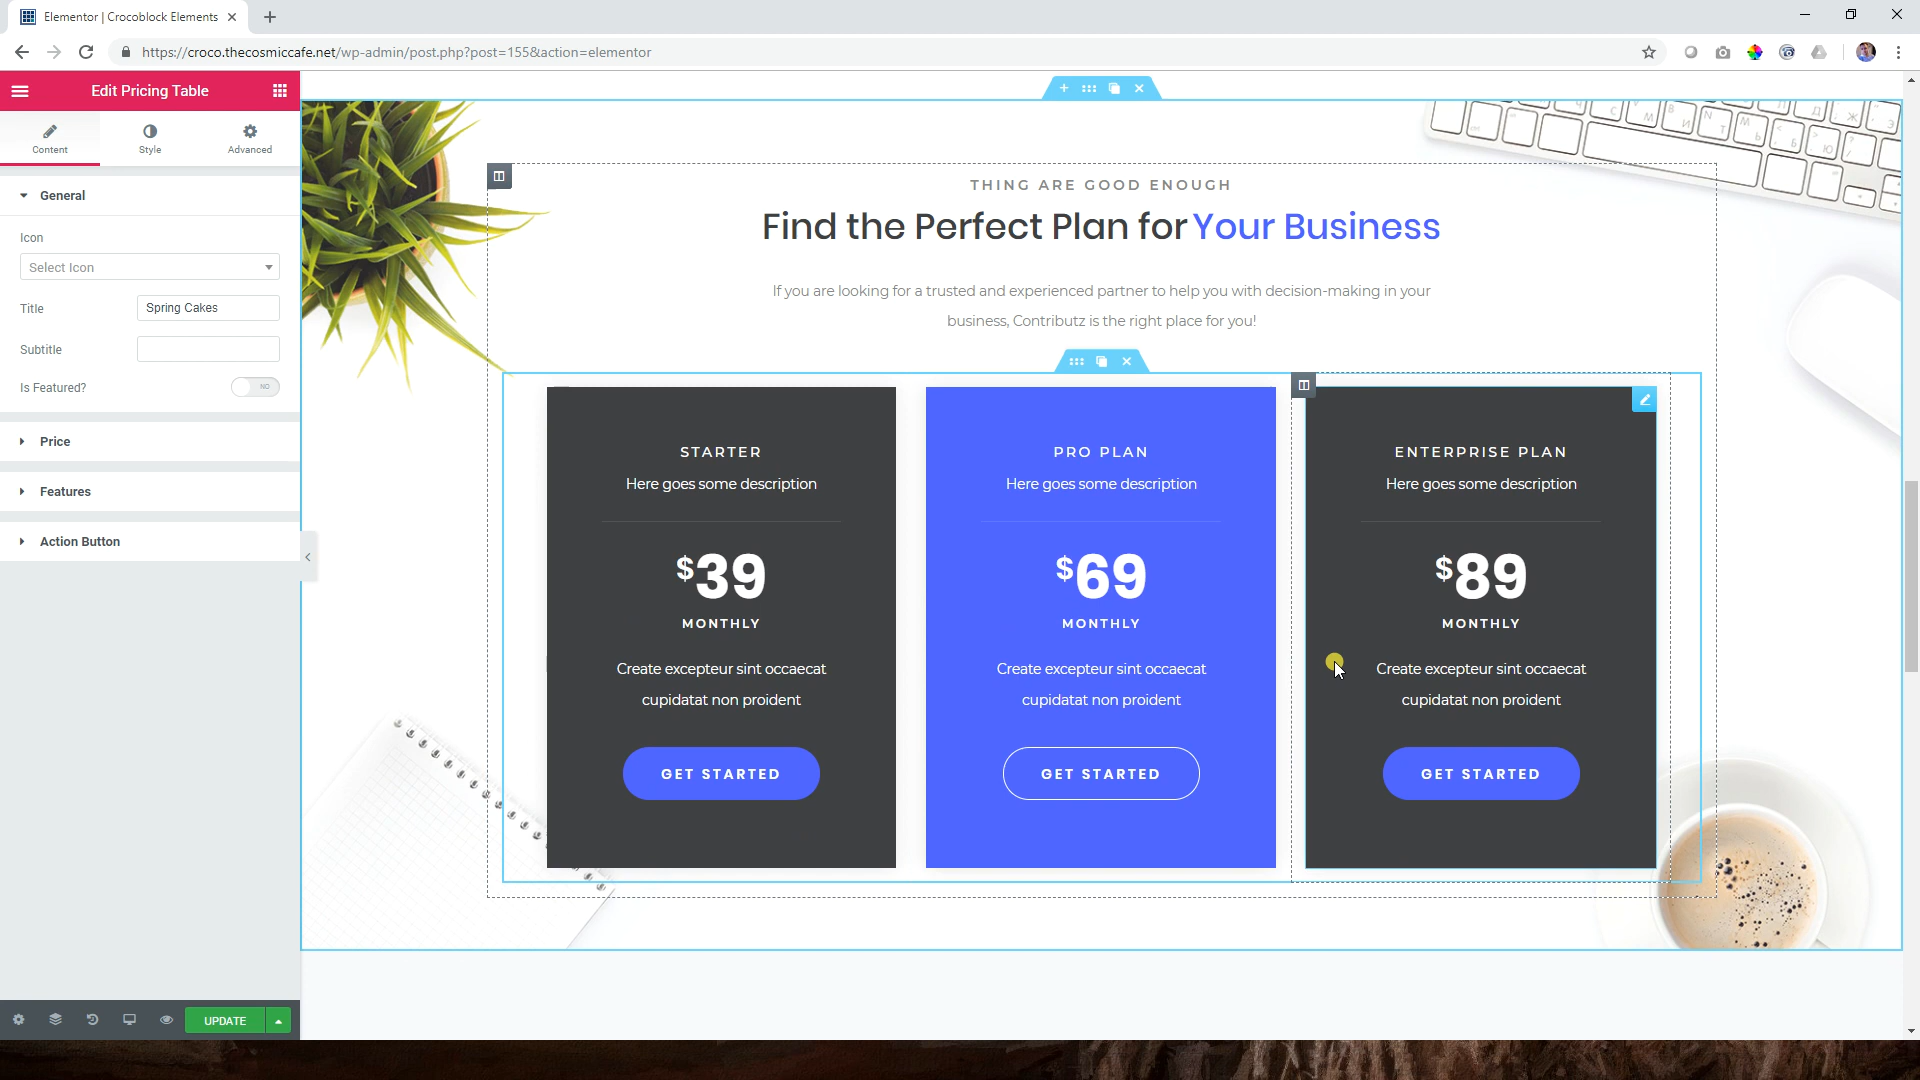 Elementor | Crocoblock Elements
https://croco.thecosmiccafe.net/wp-admin/post.php?post=155&action=elementor
Edit Pricing Table
Content
Style
Advanced
General
Icon
Select Icon
Title
Spring Cakes
Subtitle
Is Featured?
NO
Price
Features
Action Button
UPDATE
THING ARE GOOD ENOUGH
Find the Perfect Plan for Your Business
If you are looking for a trusted and experienced partner to help you with decision-making in your
business, Contributz is the right place for you!
STARTER
Here goes some description
$39
MONTHLY
Create excepteur sint occaecat
cupidatat non proident
GET STARTED
PRO PLAN
Here goes some description
$69
MONTHLY
Create excepteur sint occaecat
cupidatat non proident
GET STARTED
ENTERPRISE PLAN
Here goes some description
$89
MONTHLY
Create excepteur sint occaecat
cupidatat non proident
GET STARTED